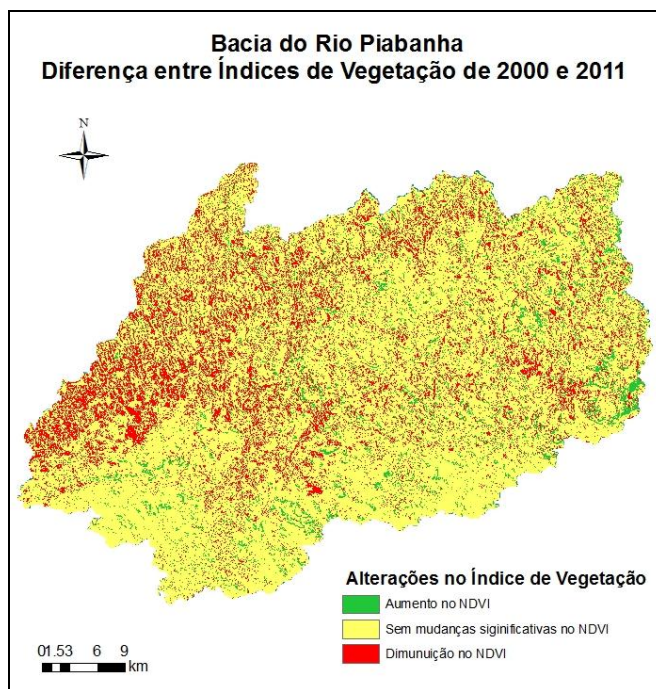 Bacia do Rio Piabanha
Diferença entre Índices de Vegetação de 2000 e 2011
N
Alterações no Índice de Vegetação
Aumento no NDVI
Sem mudanças siginificativas no NDVI
Dimunuição no NDVI
01.53 6 9
km